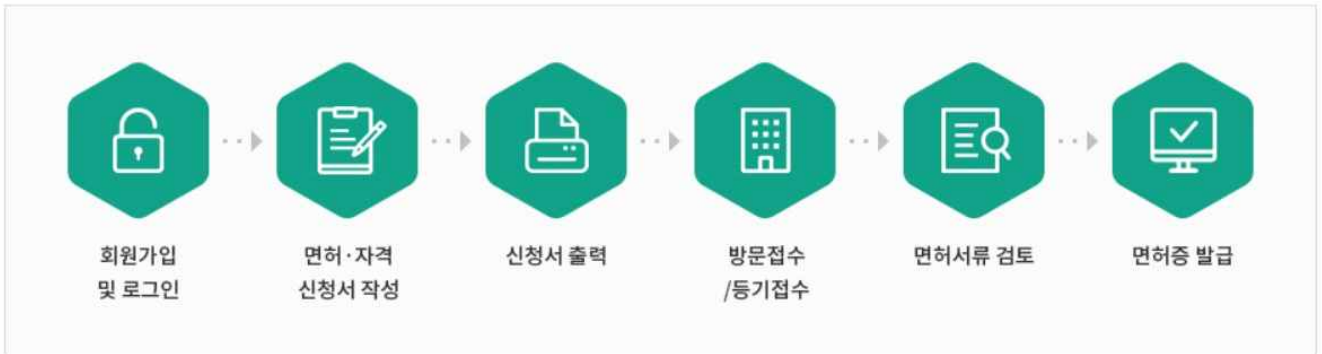 회원가입
및 로그인
면허·자격
신청서 작성
신청서 출력
방문접수
/등기접수
면허서류 검토
면허증 발급